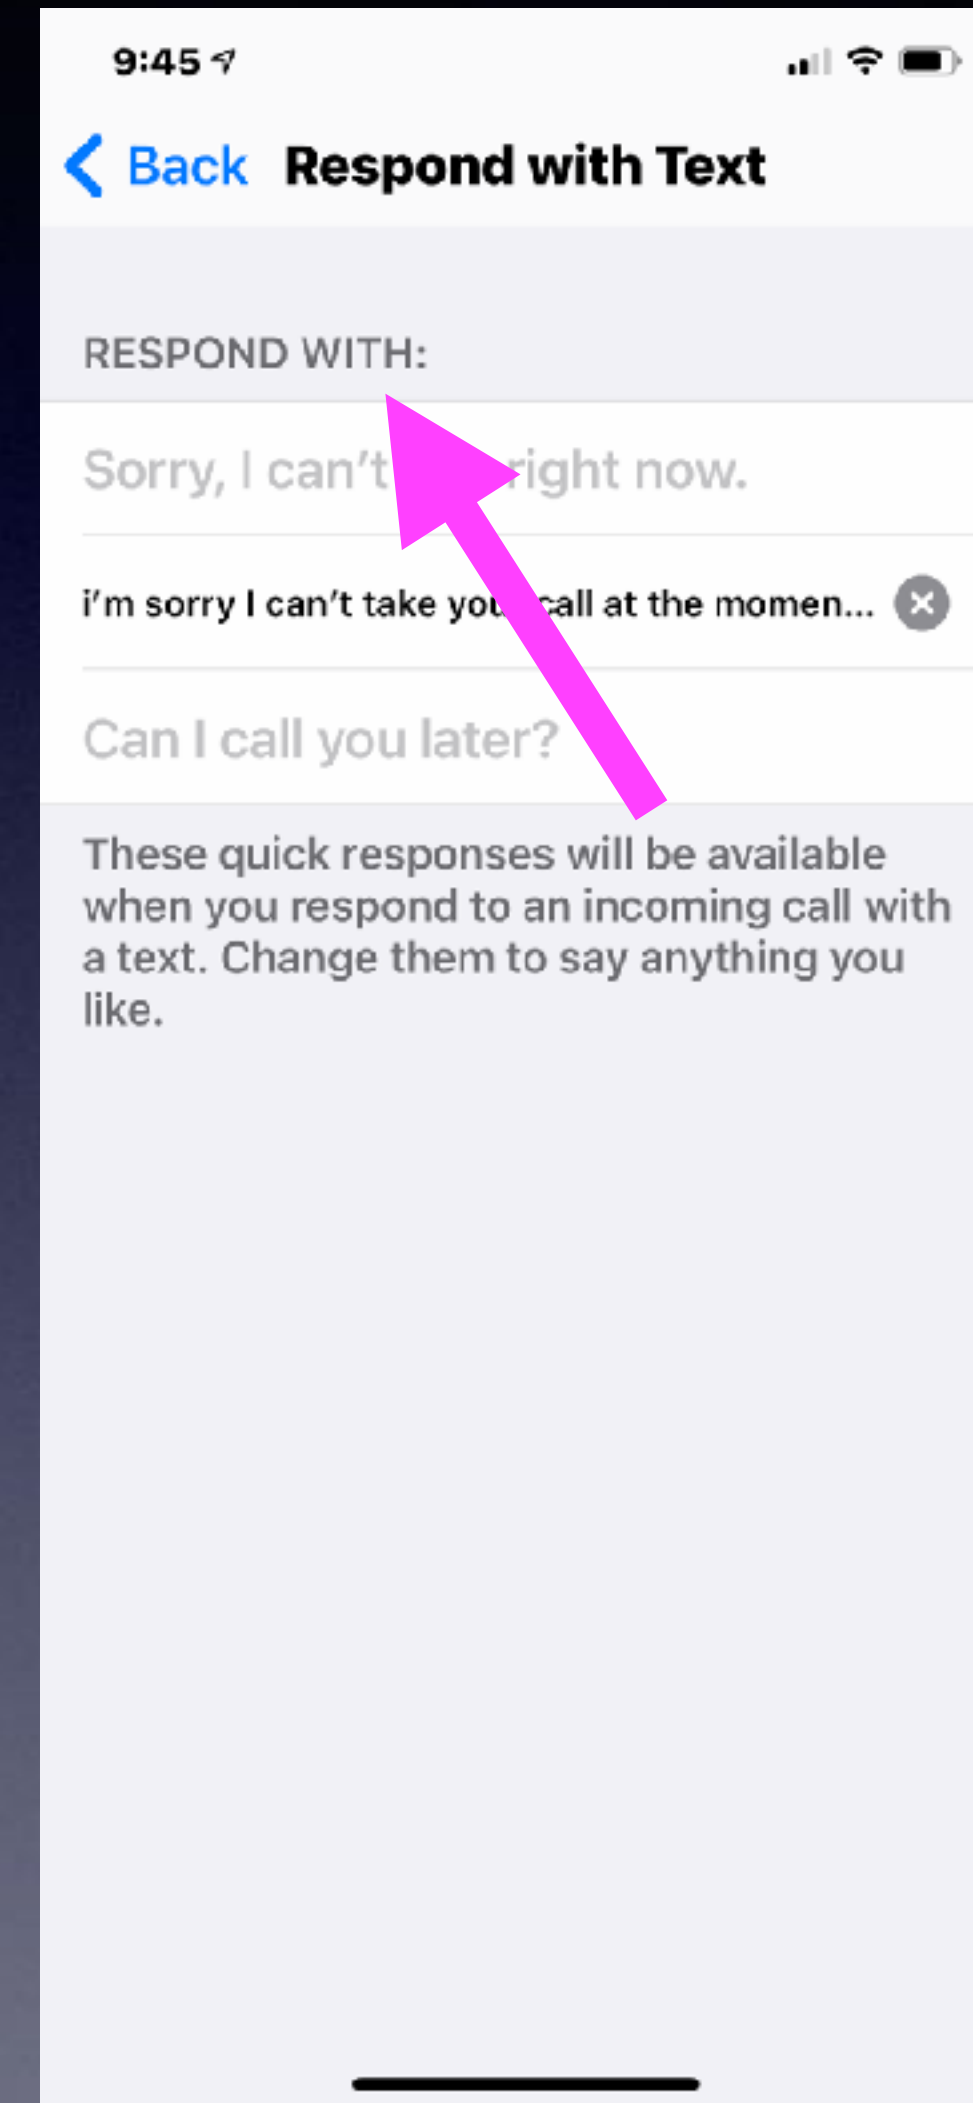 9:45
Back Respond with Text
RESPOND WITH:
Sorry, I can't right now.
i'm sorry I can't take you call at the momen...
Can I call you later?
These quick responses will be available
when you respond to an incoming call with
a text. Change them to say anything you
like.